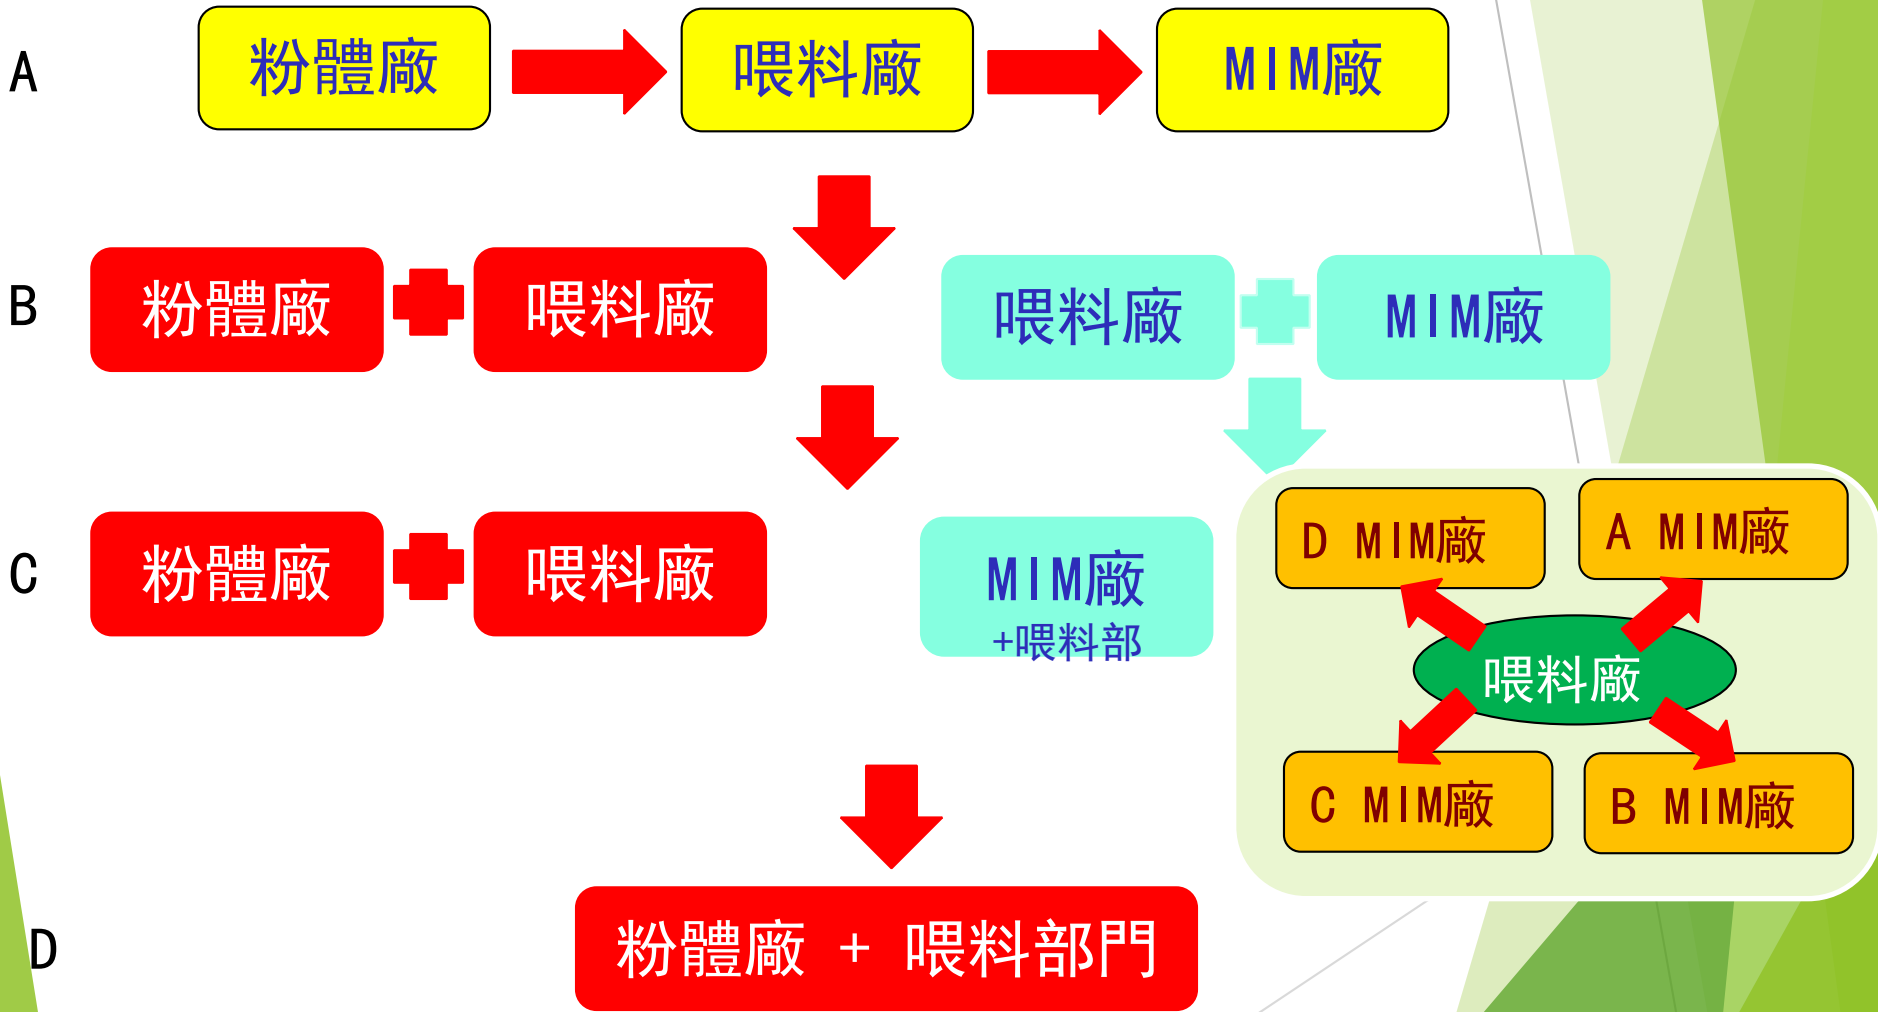 A
粉體廠
喂料廠
MIM廠
B
粉體廠
喂料廠
喂料廠
MIM廠
C
粉體廠
喂料廠
MIM廠
+喂料部
D MIM廠
A MIM廠
喂料廠
C MIM廠
B MIM廠
D
粉體廠 + 喂料部門